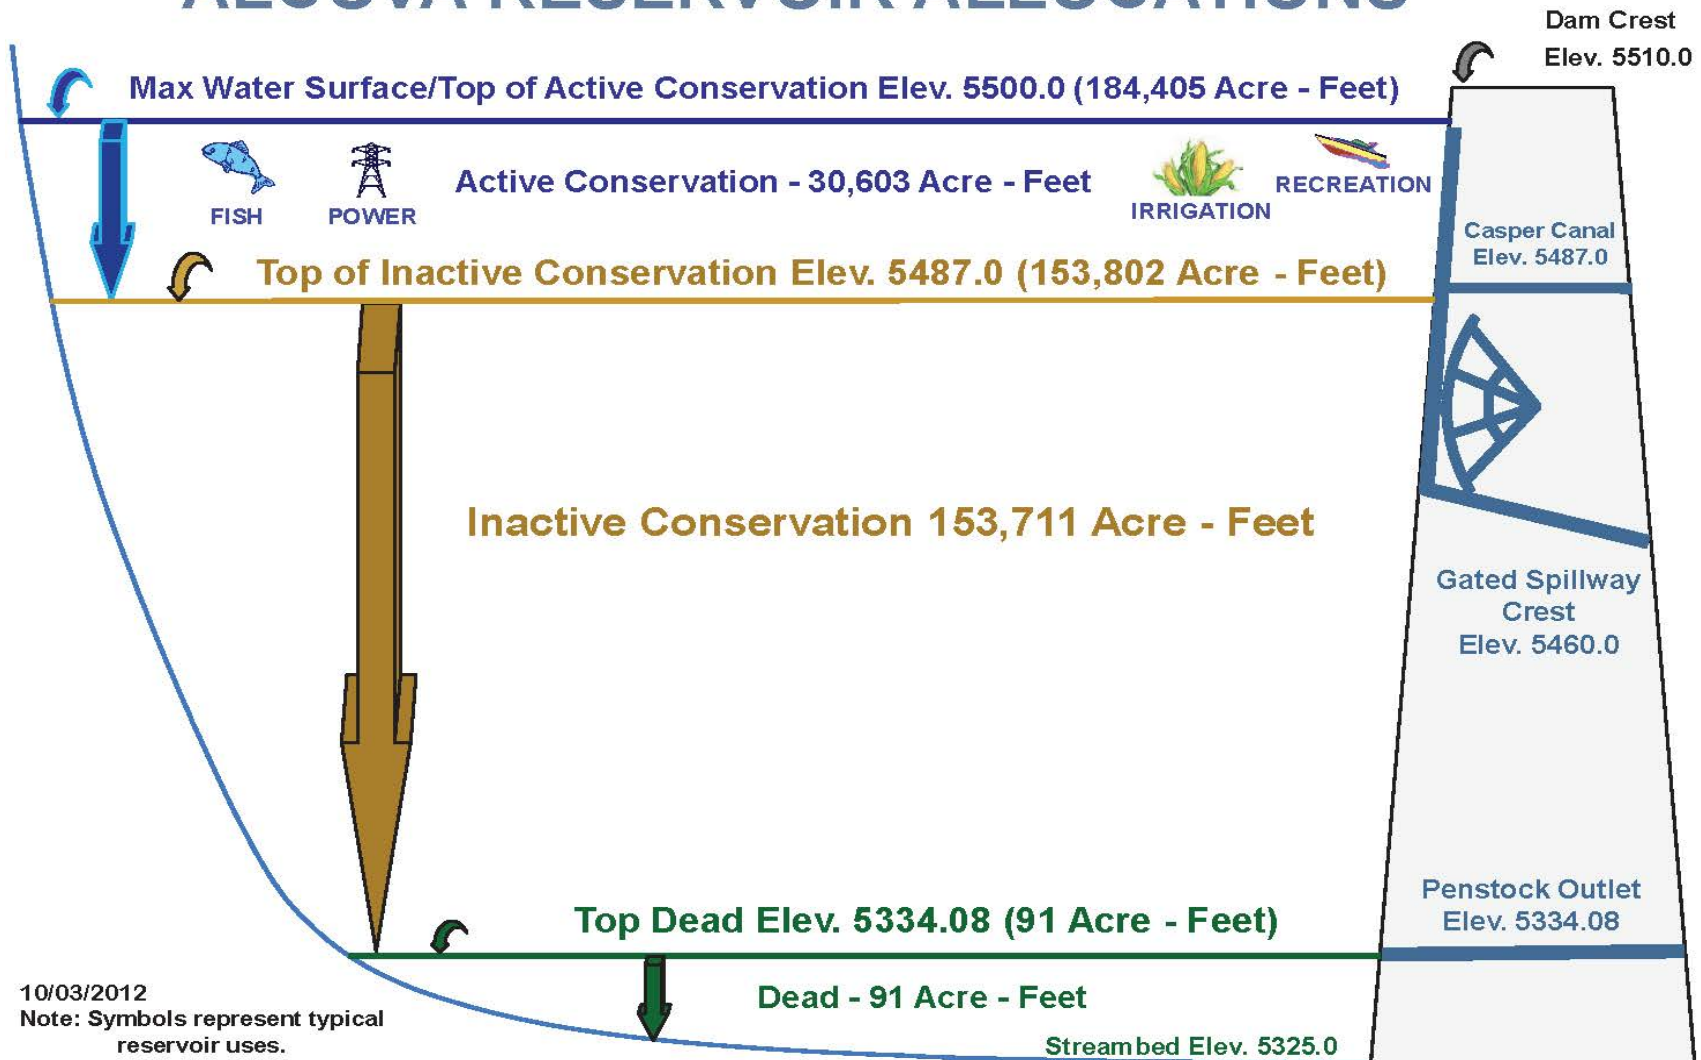 ALCOVA RESERVOIR ALLOCATIONS
Dam Crest
Elev. 5510.0
Max Water Surface/Top of Active Conservation Elev. 5500.0 (184,405 Acre - Feet)
FISH
POWER
Active Conservation - 30,603 Acre - Feet
IRRIGATION
RECREATION
Casper Canal
Elev. 5487.0
Top of Inactive Conservation Elev. 5487.0 (153,802 Acre - Feet)
Inactive Conservation 153,711 Acre - Feet
Gated Spillway
Crest
Elev. 5460.0
Top Dead Elev. 5334.08 (91 Acre - Feet)
Penstock Outlet
Elev. 5334.08
Dead - 91 Acre - Feet
Streambed Elev. 5325.0
10/03/2012
Note: Symbols represent typical
reservoir uses.